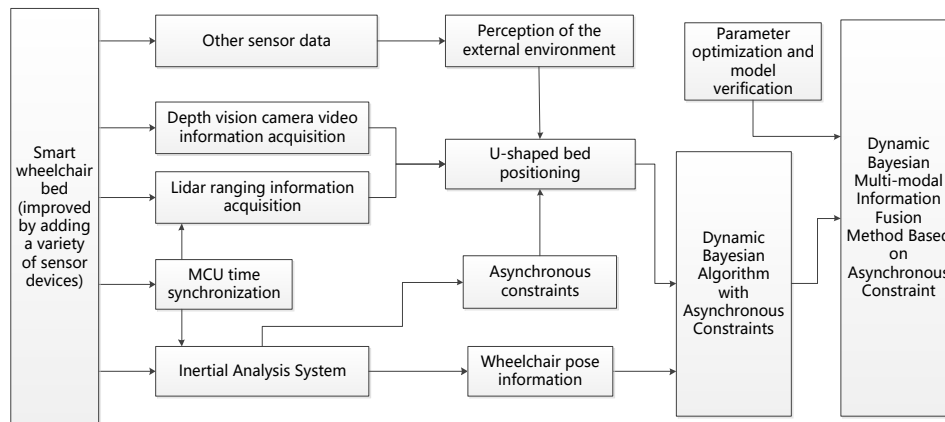 Smart
wheelchair
bed
(improved
by adding
a variety
of sensor
devices)
Other sensor data
Perception of the
external environment
Depth vision camera video
information acquisition
Lidar ranging information
acquisition
MCU time
synchronization
Inertial Analysis System
U-shaped bed
positioning
Asynchronous
constraints
Wheelchair pose
information
Parameter
optimization and
model
verification
Dynamic
Bayesian
Algorithm
with
Asynchronous
Constraints
Dynamic
Bayesian
Multi-modal
Information
Fusion
Method Based
on
Asynchronous
Constraint